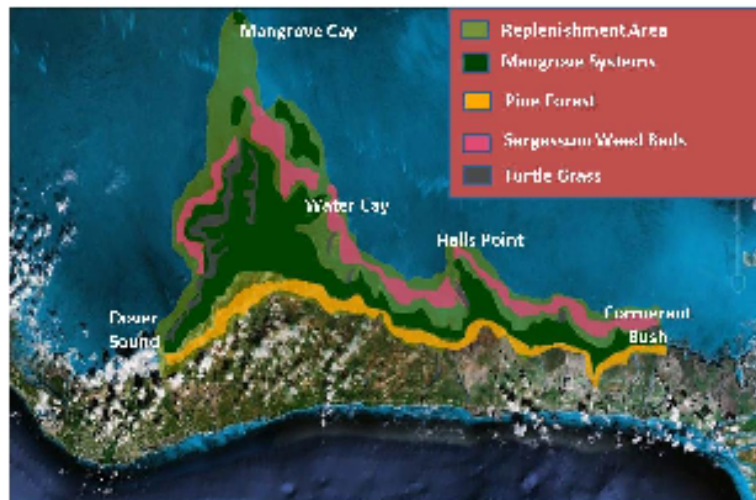 Mangrove Cay
Replenishment Area
Mangrove Systems
Pine Forest
Sargassum Weed Beds
Turtle Grass
Water Cay
Halls Point
Dover
Sound
Cormorant
Bush